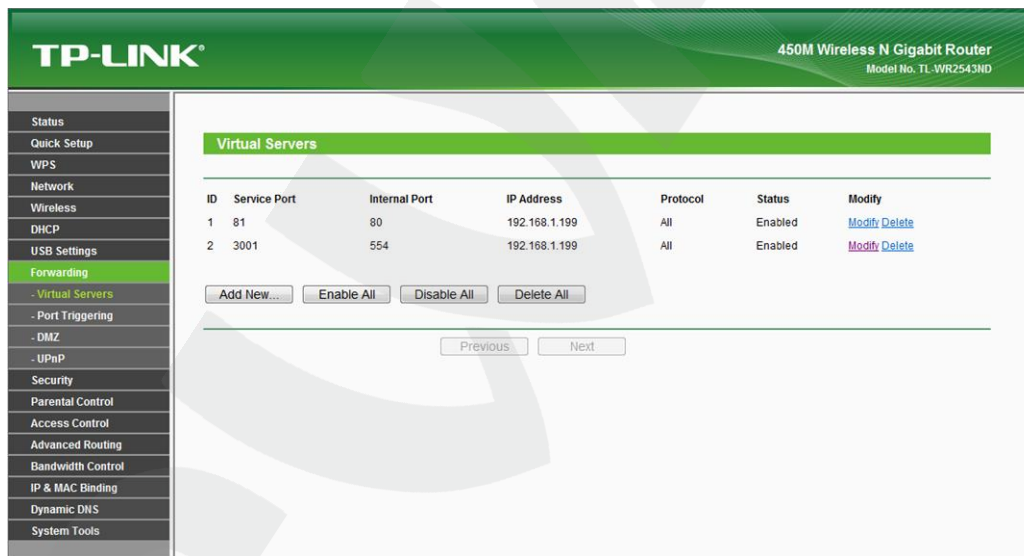 TP-LINK®
450M Wireless N Gigabit Router
Model No. TL-WR2543ND
Status
Quick Setup
WPS
Network
Wireless
DHCP
USB Settings
Forwarding
- Virtual Servers
- Port Triggering
- DMZ
- UPnP
Security
Parental Control
Access Control
Advanced Routing
Bandwidth Control
IP & MAC Binding
Dynamic DNS
System Tools
Virtual Servers
ID Service Port Internal Port IP Address Protocol Status Modify
1 81 80 192.168.1.199 All Enabled Modify Delete
2 3001 554 192.168.1.199 All Enabled Modify Delete
Add New... Enable All Disable All Delete All
Previous Next